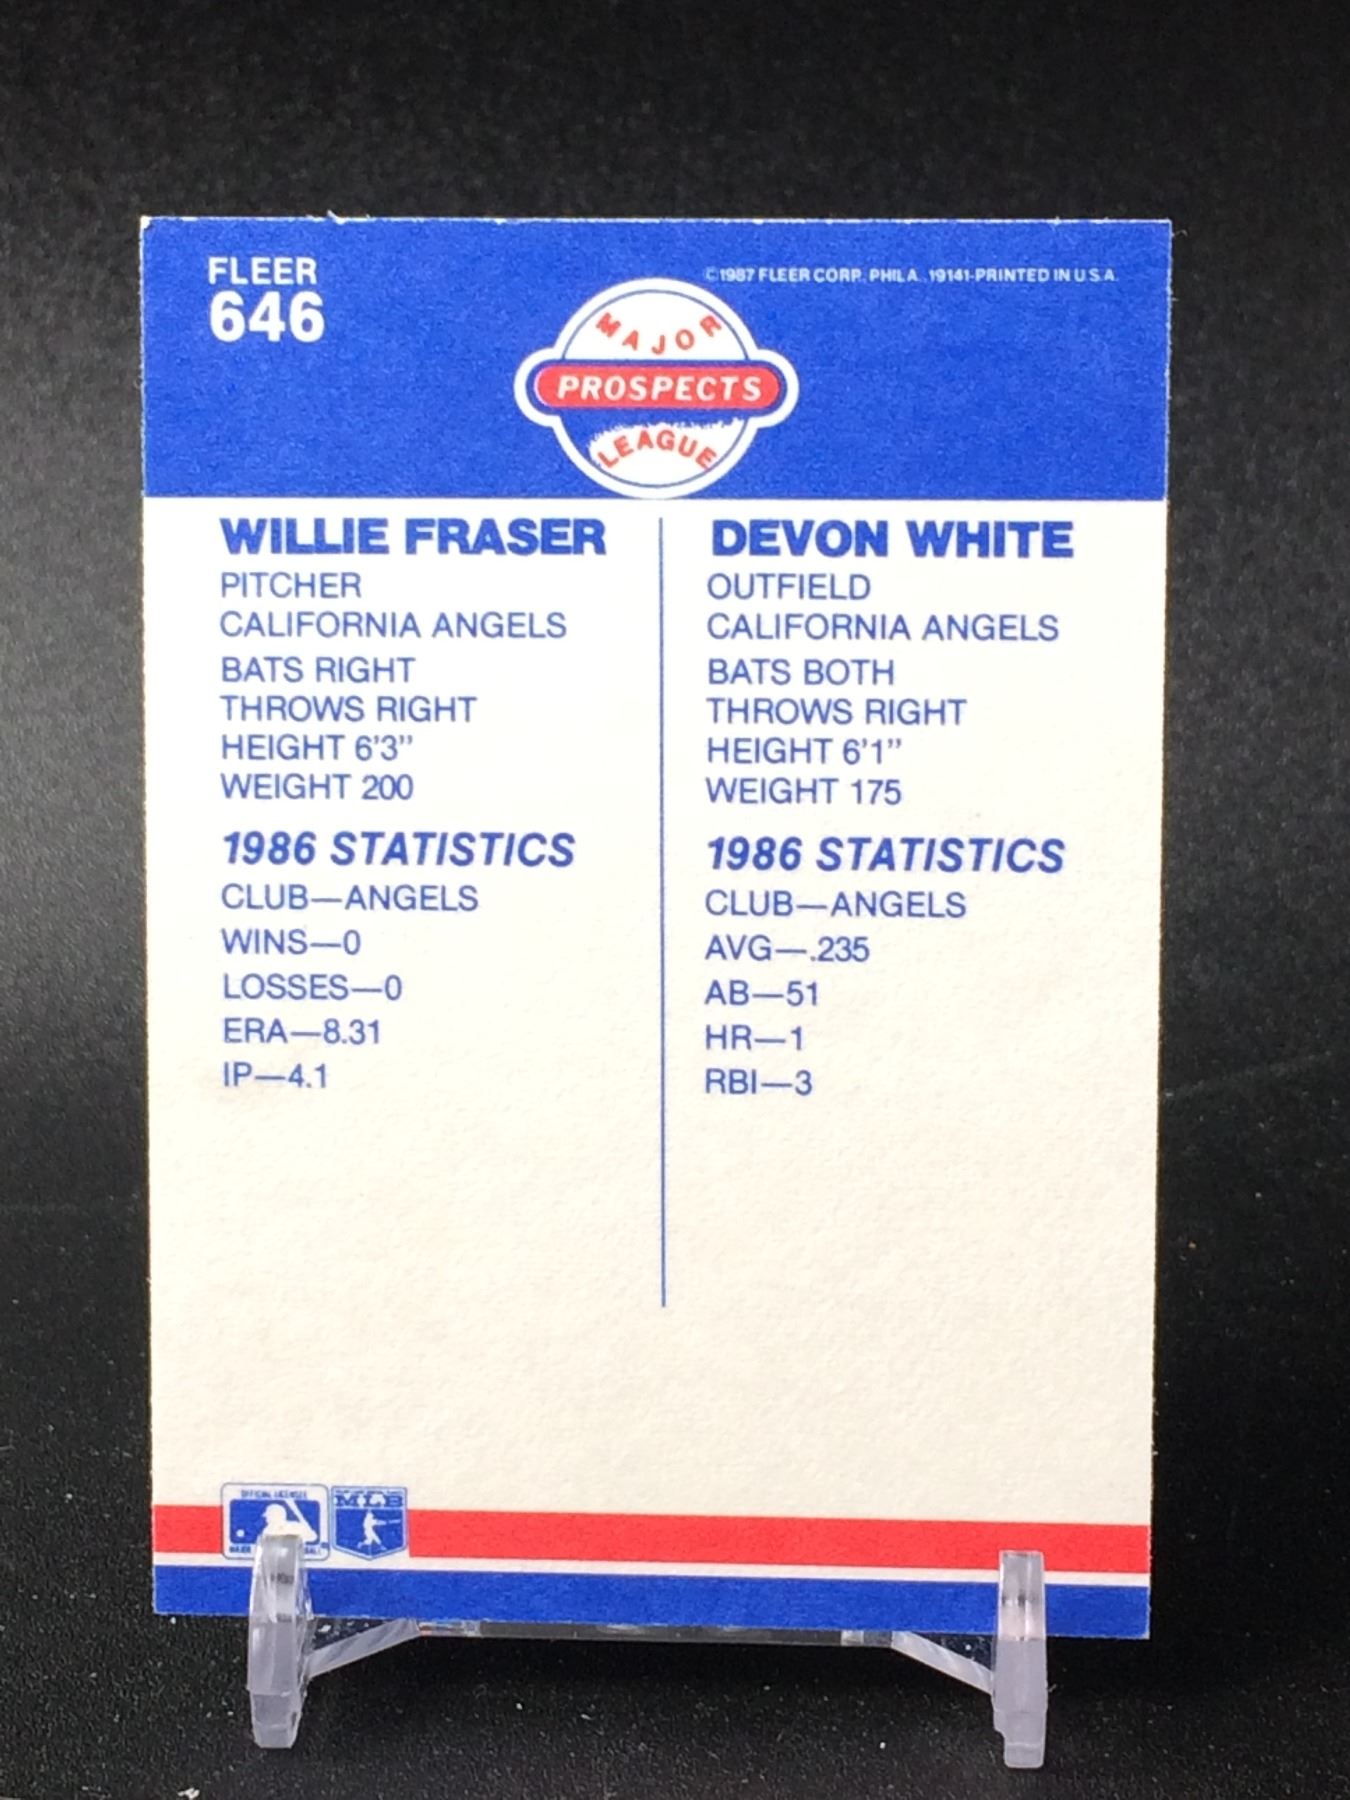 FLEER
646
©1987 FLEER CORP. PHILA. 19141-PRINTED IN U.S.A.
MAJOR
PROSPECTS
LEAGUE
WILLIE FRASER
PITCHER
CALIFORNIA ANGELS
BATS RIGHT
THROWS RIGHT
HEIGHT 6'3"
WEIGHT 200
1986 STATISTICS
CLUB—ANGELS
WINS—0
LOSSES—0
ERA—8.31
IP—4.1
DEVON WHITE
OUTFIELD
CALIFORNIA ANGELS
BATS BOTH
THROWS RIGHT
HEIGHT 6'1"
WEIGHT 175
1986 STATISTICS
CLUB—ANGELS
AVG—.235
AB—51
HR—1
RBI—3
OFFICIAL LICENSEE
MLB